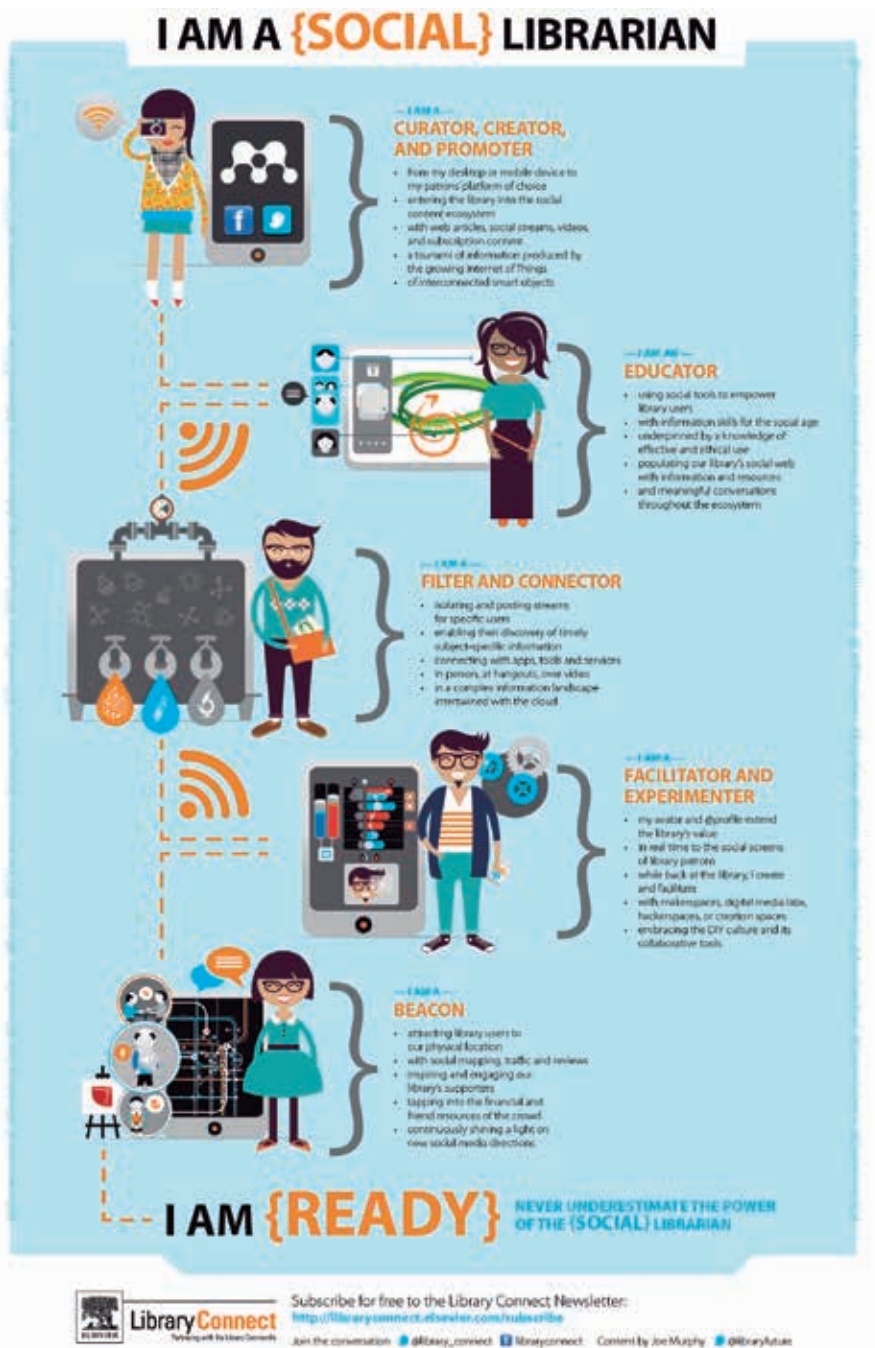 I AM A {SOCIAL} LIBRARIAN
— I AM A —
CURATOR, CREATOR,
AND PROMOTER
• from my desktop or mobile device to
my patrons' platform of choice
• entering the library into the social
content ecosystem
• with web articles, social streams, videos,
and subscription content
• a tsunami of information produced by
the growing Internet of Things
• of interconnected smart objects
— I AM AN —
EDUCATOR
• using social tools to empower
library users
• with information skills for the social age
• underpinned by a knowledge of
effective and ethical use
• populating our library's social web
with information and resources
• and meaningful conversations
throughout the ecosystem
— I AM A —
FILTER AND CONNECTOR
• isolating and posting streams
for specific users
• enabling their discovery of timely
subject-specific information
• connecting with apps, tools and services
• in person, at hangouts, over video
• in a complex information landscape
intertwined with the cloud
— I AM A —
FACILITATOR AND
EXPERIMENTER
• my avatar and @profile extend
the library's value
• in real time to the social screens
of library patrons
• while back at the library, I create
and facilitate
• with makerspaces, digital media labs,
hackerspaces, or creation spaces
• embracing the DIY culture and its
collaborative tools
— I AM A —
BEACON
• attracting library users to
our physical location
• with social mapping, traffic and reviews
• inspiring and engaging our
library's supporters
• tapping into the financial and
friend resources of the crowd
• continuously shining a light on
new social media directions
I AM {READY}
NEVER UNDERESTIMATE THE POWER
OF THE {SOCIAL} LIBRARIAN
ELSEVIER
LibraryConnect
Partnering with the Library Community
Subscribe for free to the Library Connect Newsletter:
http://libraryconnect.elsevier.com/subscribe
Join the conversation @library_connect libraryconnect Content by Joe Murphy @libraryfuture